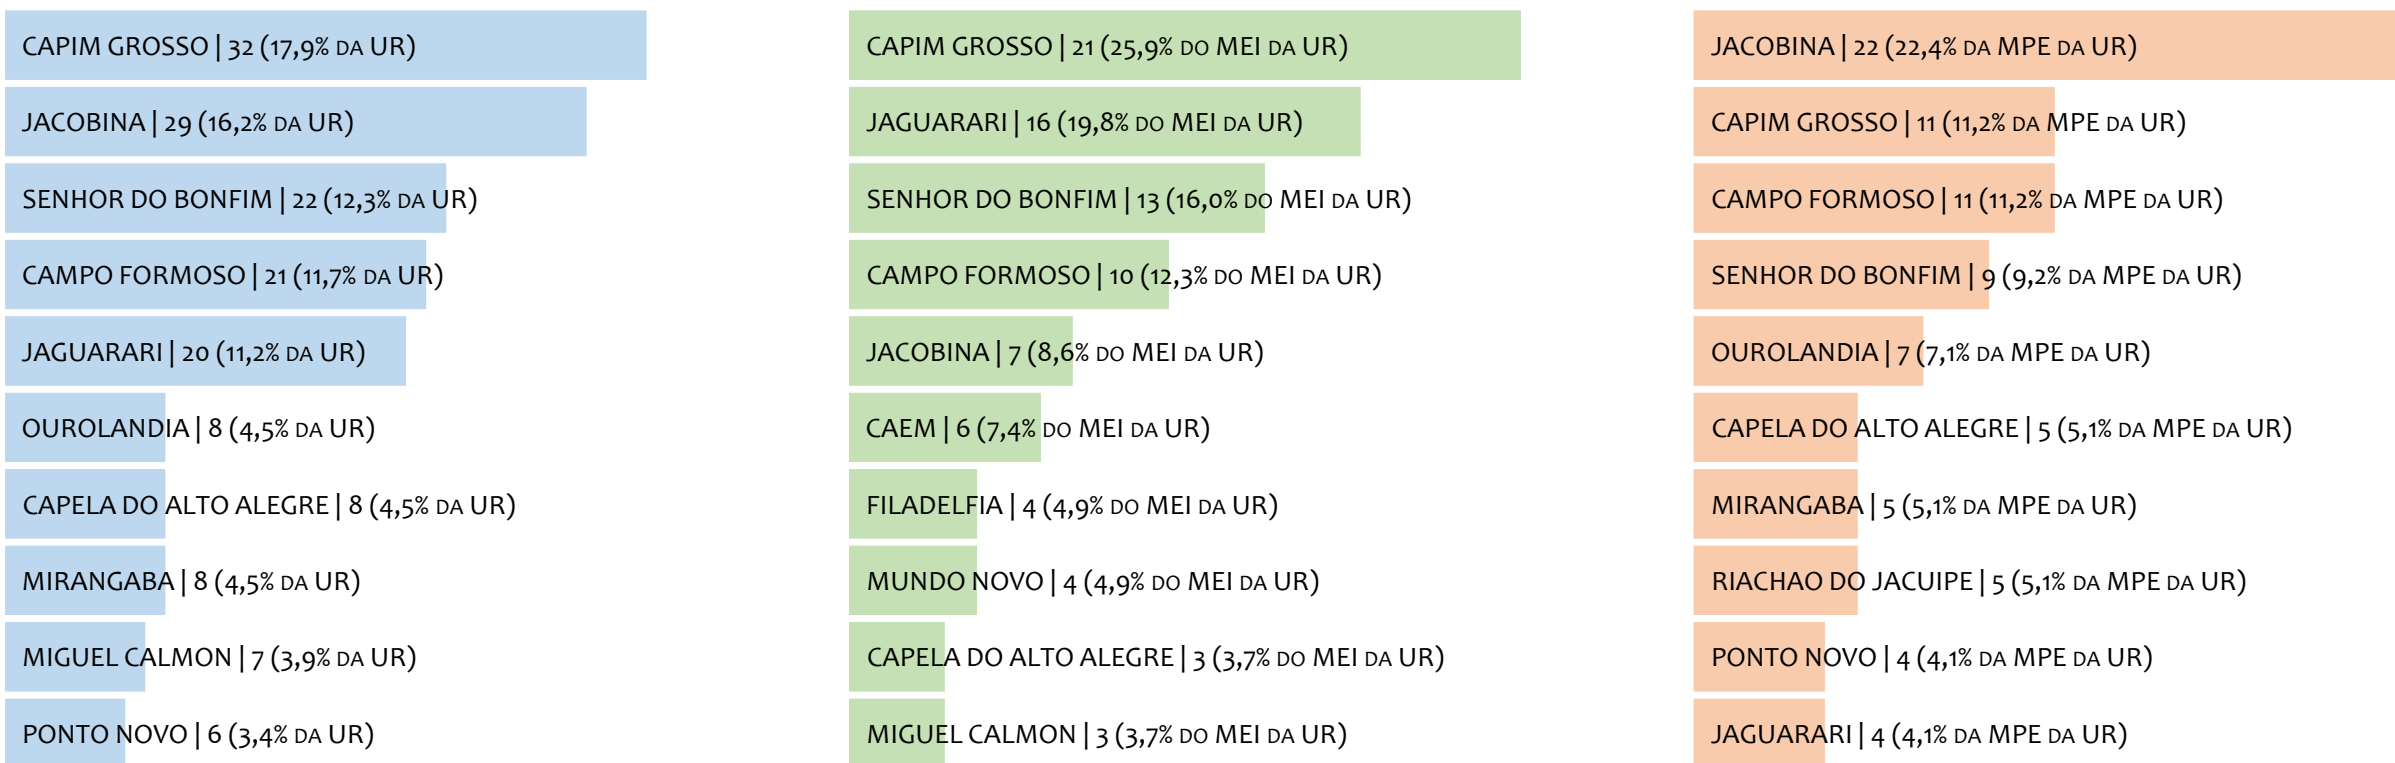 CAPIM GROSSO | 32 (17,9% DA UR)
JACOBINA | 29 (16,2% DA UR)
SENHOR DO BONFIM | 22 (12,3% DA UR)
CAMPO FORMOSO | 21 (11,7% DA UR)
JAGUARARI | 20 (11,2% DA UR)
OUROLANDIA | 8 (4,5% DA UR)
CAPELA DO ALTO ALEGRE | 8 (4,5% DA UR)
MIRANGABA | 8 (4,5% DA UR)
MIGUEL CALMON | 7 (3,9% DA UR)
PONTO NOVO | 6 (3,4% DA UR)
CAPIM GROSSO | 21 (25,9% DO MEI DA UR)
JAGUARARI | 16 (19,8% DO MEI DA UR)
SENHOR DO BONFIM | 13 (16,0% DO MEI DA UR)
CAMPO FORMOSO | 10 (12,3% DO MEI DA UR)
JACOBINA | 7 (8,6% DO MEI DA UR)
CAEM | 6 (7,4% DO MEI DA UR)
FILADELFIA | 4 (4,9% DO MEI DA UR)
MUNDO NOVO | 4 (4,9% DO MEI DA UR)
CAPELA DO ALTO ALEGRE | 3 (3,7% DO MEI DA UR)
MIGUEL CALMON | 3 (3,7% DO MEI DA UR)
JACOBINA | 22 (22,4% DA MPE DA UR)
CAPIM GROSSO | 11 (11,2% DA MPE DA UR)
CAMPO FORMOSO | 11 (11,2% DA MPE DA UR)
SENHOR DO BONFIM | 9 (9,2% DA MPE DA UR)
OUROLANDIA | 7 (7,1% DA MPE DA UR)
CAPELA DO ALTO ALEGRE | 5 (5,1% DA MPE DA UR)
MIRANGABA | 5 (5,1% DA MPE DA UR)
RIACHAO DO JACUIPE | 5 (5,1% DA MPE DA UR)
PONTO NOVO | 4 (4,1% DA MPE DA UR)
JAGUARARI | 4 (4,1% DA MPE DA UR)